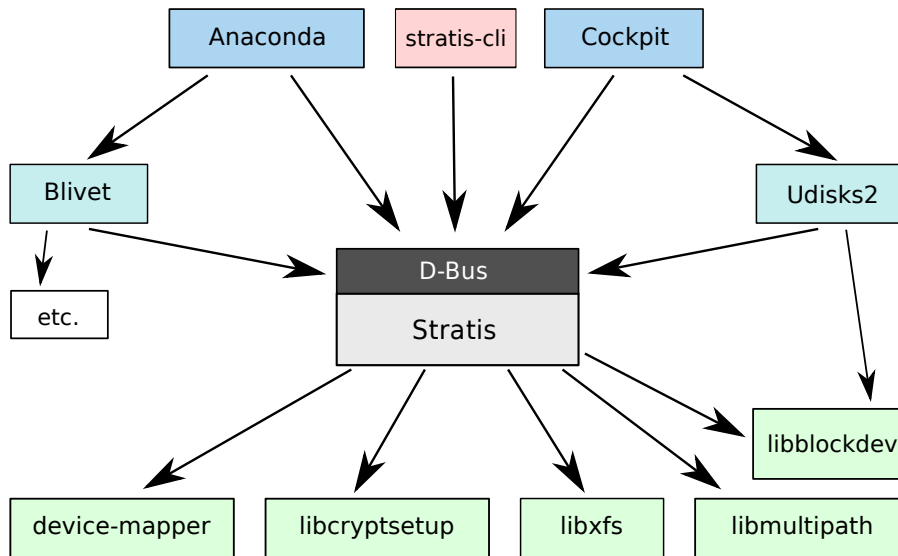 Anaconda
stratis-cli
Cockpit
Blivet
Udisks2
D-Bus
etc.
Stratis
libblockdev
device-mapper
libcryptsetup
libxfs
libmultipath